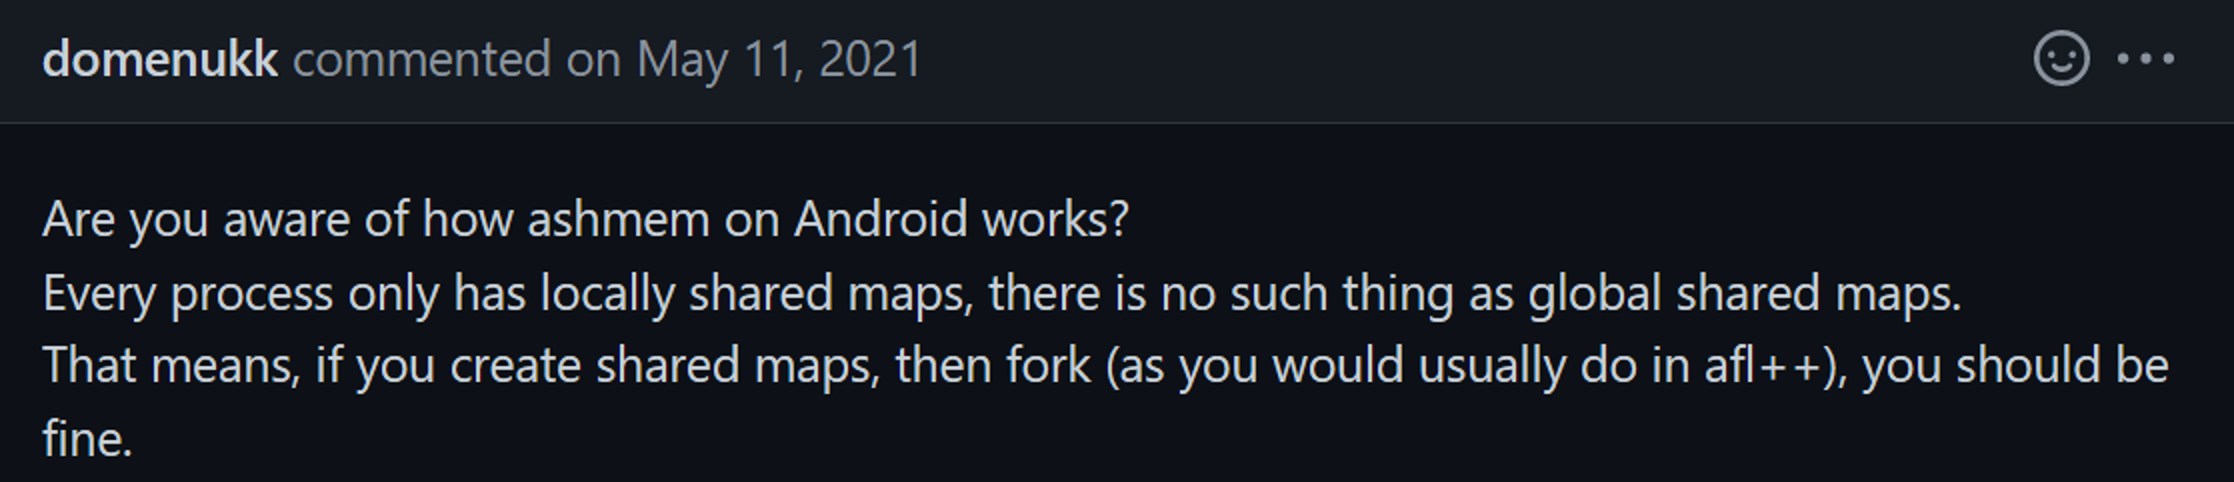 domenukk commented on May 11, 2021
Are you aware of how ashmem on Android works?
Every process only has locally shared maps, there is no such thing as global shared maps.
That means, if you create shared maps, then fork (as you would usually do in afl++), you should be
fine.